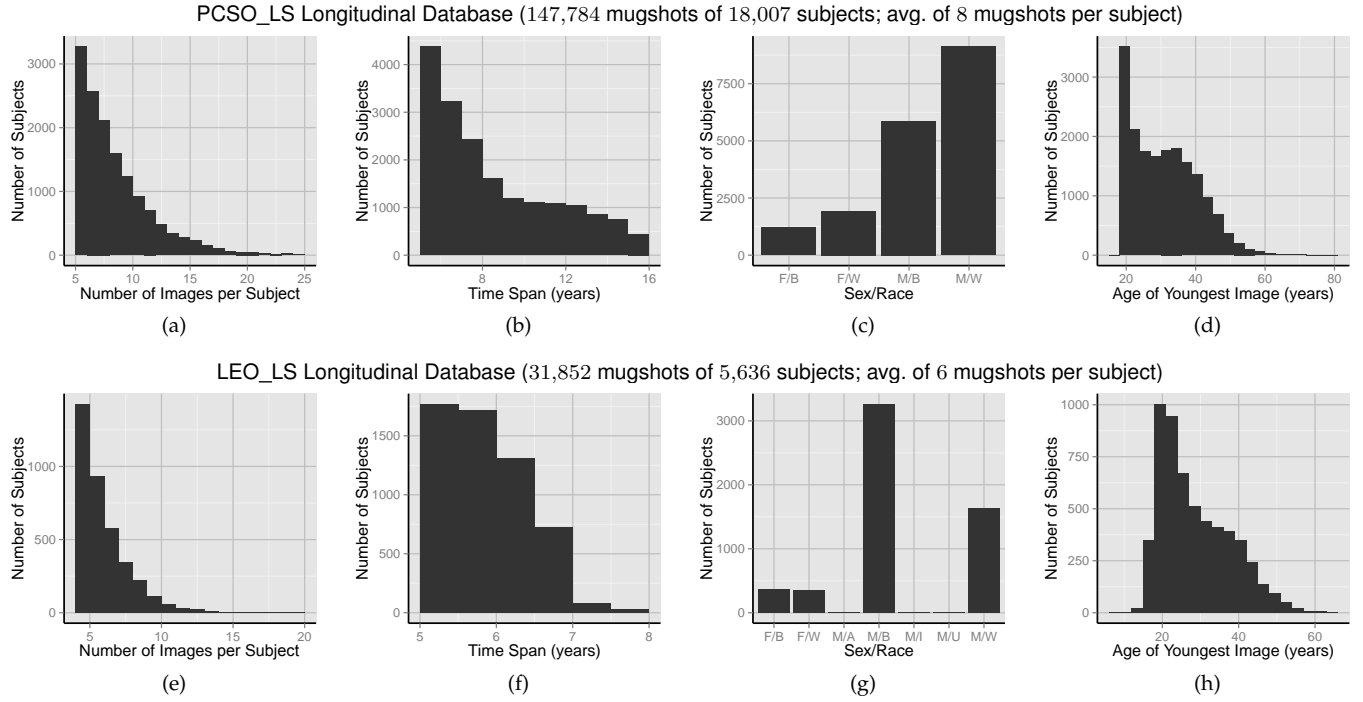 PCSO_LS Longitudinal Database (147,784 mugshots of 18,007 subjects; avg. of 8 mugshots per subject)
Number of Subjects
3000
2000
1000
0
5 10 15 20 25
Number of Images per Subject
(a)
Number of Subjects
4000
3000
2000
1000
0
8 12 16
Time Span (years)
(b)
Number of Subjects
7500
5000
2500
0
F/B F/W M/B M/W
Sex/Race
(c)
Number of Subjects
3000
2000
1000
0
20 40 60 80
Age of Youngest Image (years)
(d)
LEO_LS Longitudinal Database (31,852 mugshots of 5,636 subjects; avg. of 6 mugshots per subject)
Number of Subjects
1000
500
0
5 10 15 20
Number of Images per Subject
(e)
Number of Subjects
1500
1000
500
0
5 6 7 8
Time Span (years)
(f)
Number of Subjects
3000
2000
1000
0
F/B F/W M/A M/B M/I M/U M/W
Sex/Race
(g)
Number of Subjects
1000
750
500
250
0
20 40 60
Age of Youngest Image (years)
(h)